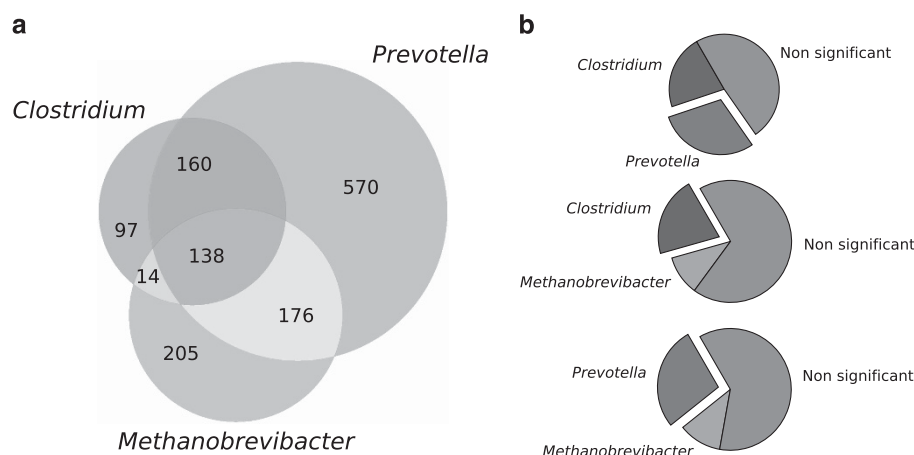 a
Prevotella
Clostridium
160
570
97
138
14
176
205
Methanobrevibacter
b
Non significant
Clostridium
Prevotella
Clostridium
Non significant
Methanobrevibacter
Prevotella
Non significant
Methanobrevibacter